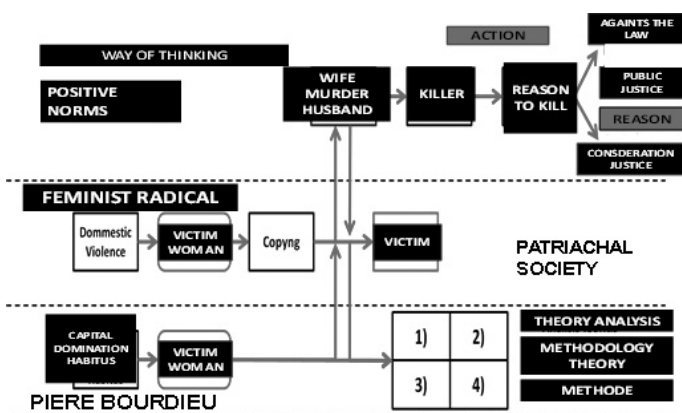 WAY OF THINKING
POSITIVE
NORMS
WIFE
MURDER
HUSBAND
KILLER
ACTION
REASON
TO KILL
AGAINTS THE
LAW
PUBLIC
JUSTICE
REASON
CONSDERATION
JUSTICE
FEMINIST RADICAL
Dommestic
Violence
VICTIM
WOMAN
Copyng
VICTIM
PATRIACHAL
SOCIETY
CAPITAL
DOMINATION
HABITUS
VICTIM
WOMAN
1)
2)
3)
4)
THEORY ANALYSIS
METHODOLOGY
THEORY
METHODE
PIERE BOURDIEU